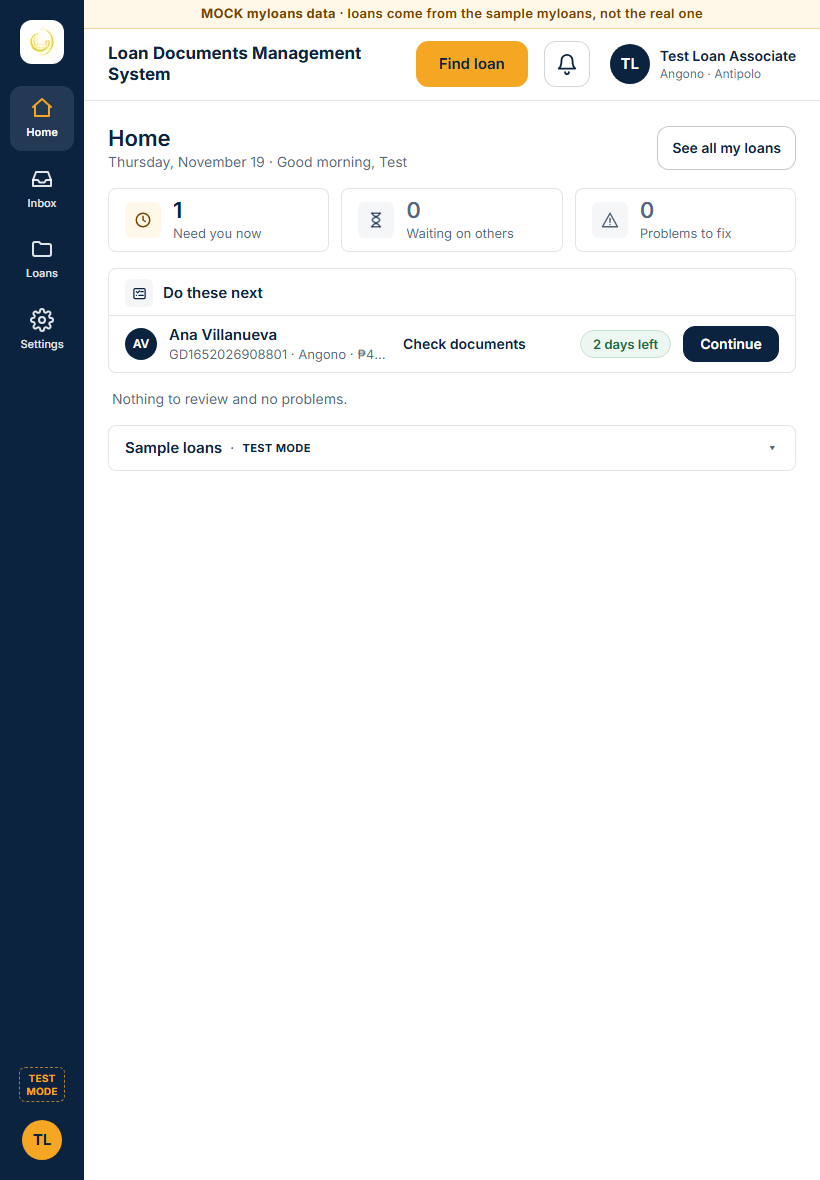 MOCK myloans data · loans come from the sample myloans, not the real one
Loan Documents Management
System
Find loan
TL
Test Loan Associate
Angono · Antipolo
Home
Inbox
Loans
Settings
Home
Thursday, November 19 · Good morning, Test
See all my loans
1
Need you now
0
Waiting on others
0
Problems to fix
Do these next
AV
Ana Villanueva
GD1652026908801 · Angono · ₱4...
Check documents
2 days left
Continue
Nothing to review and no problems.
Sample loans · TEST MODE
TEST
MODE
TL